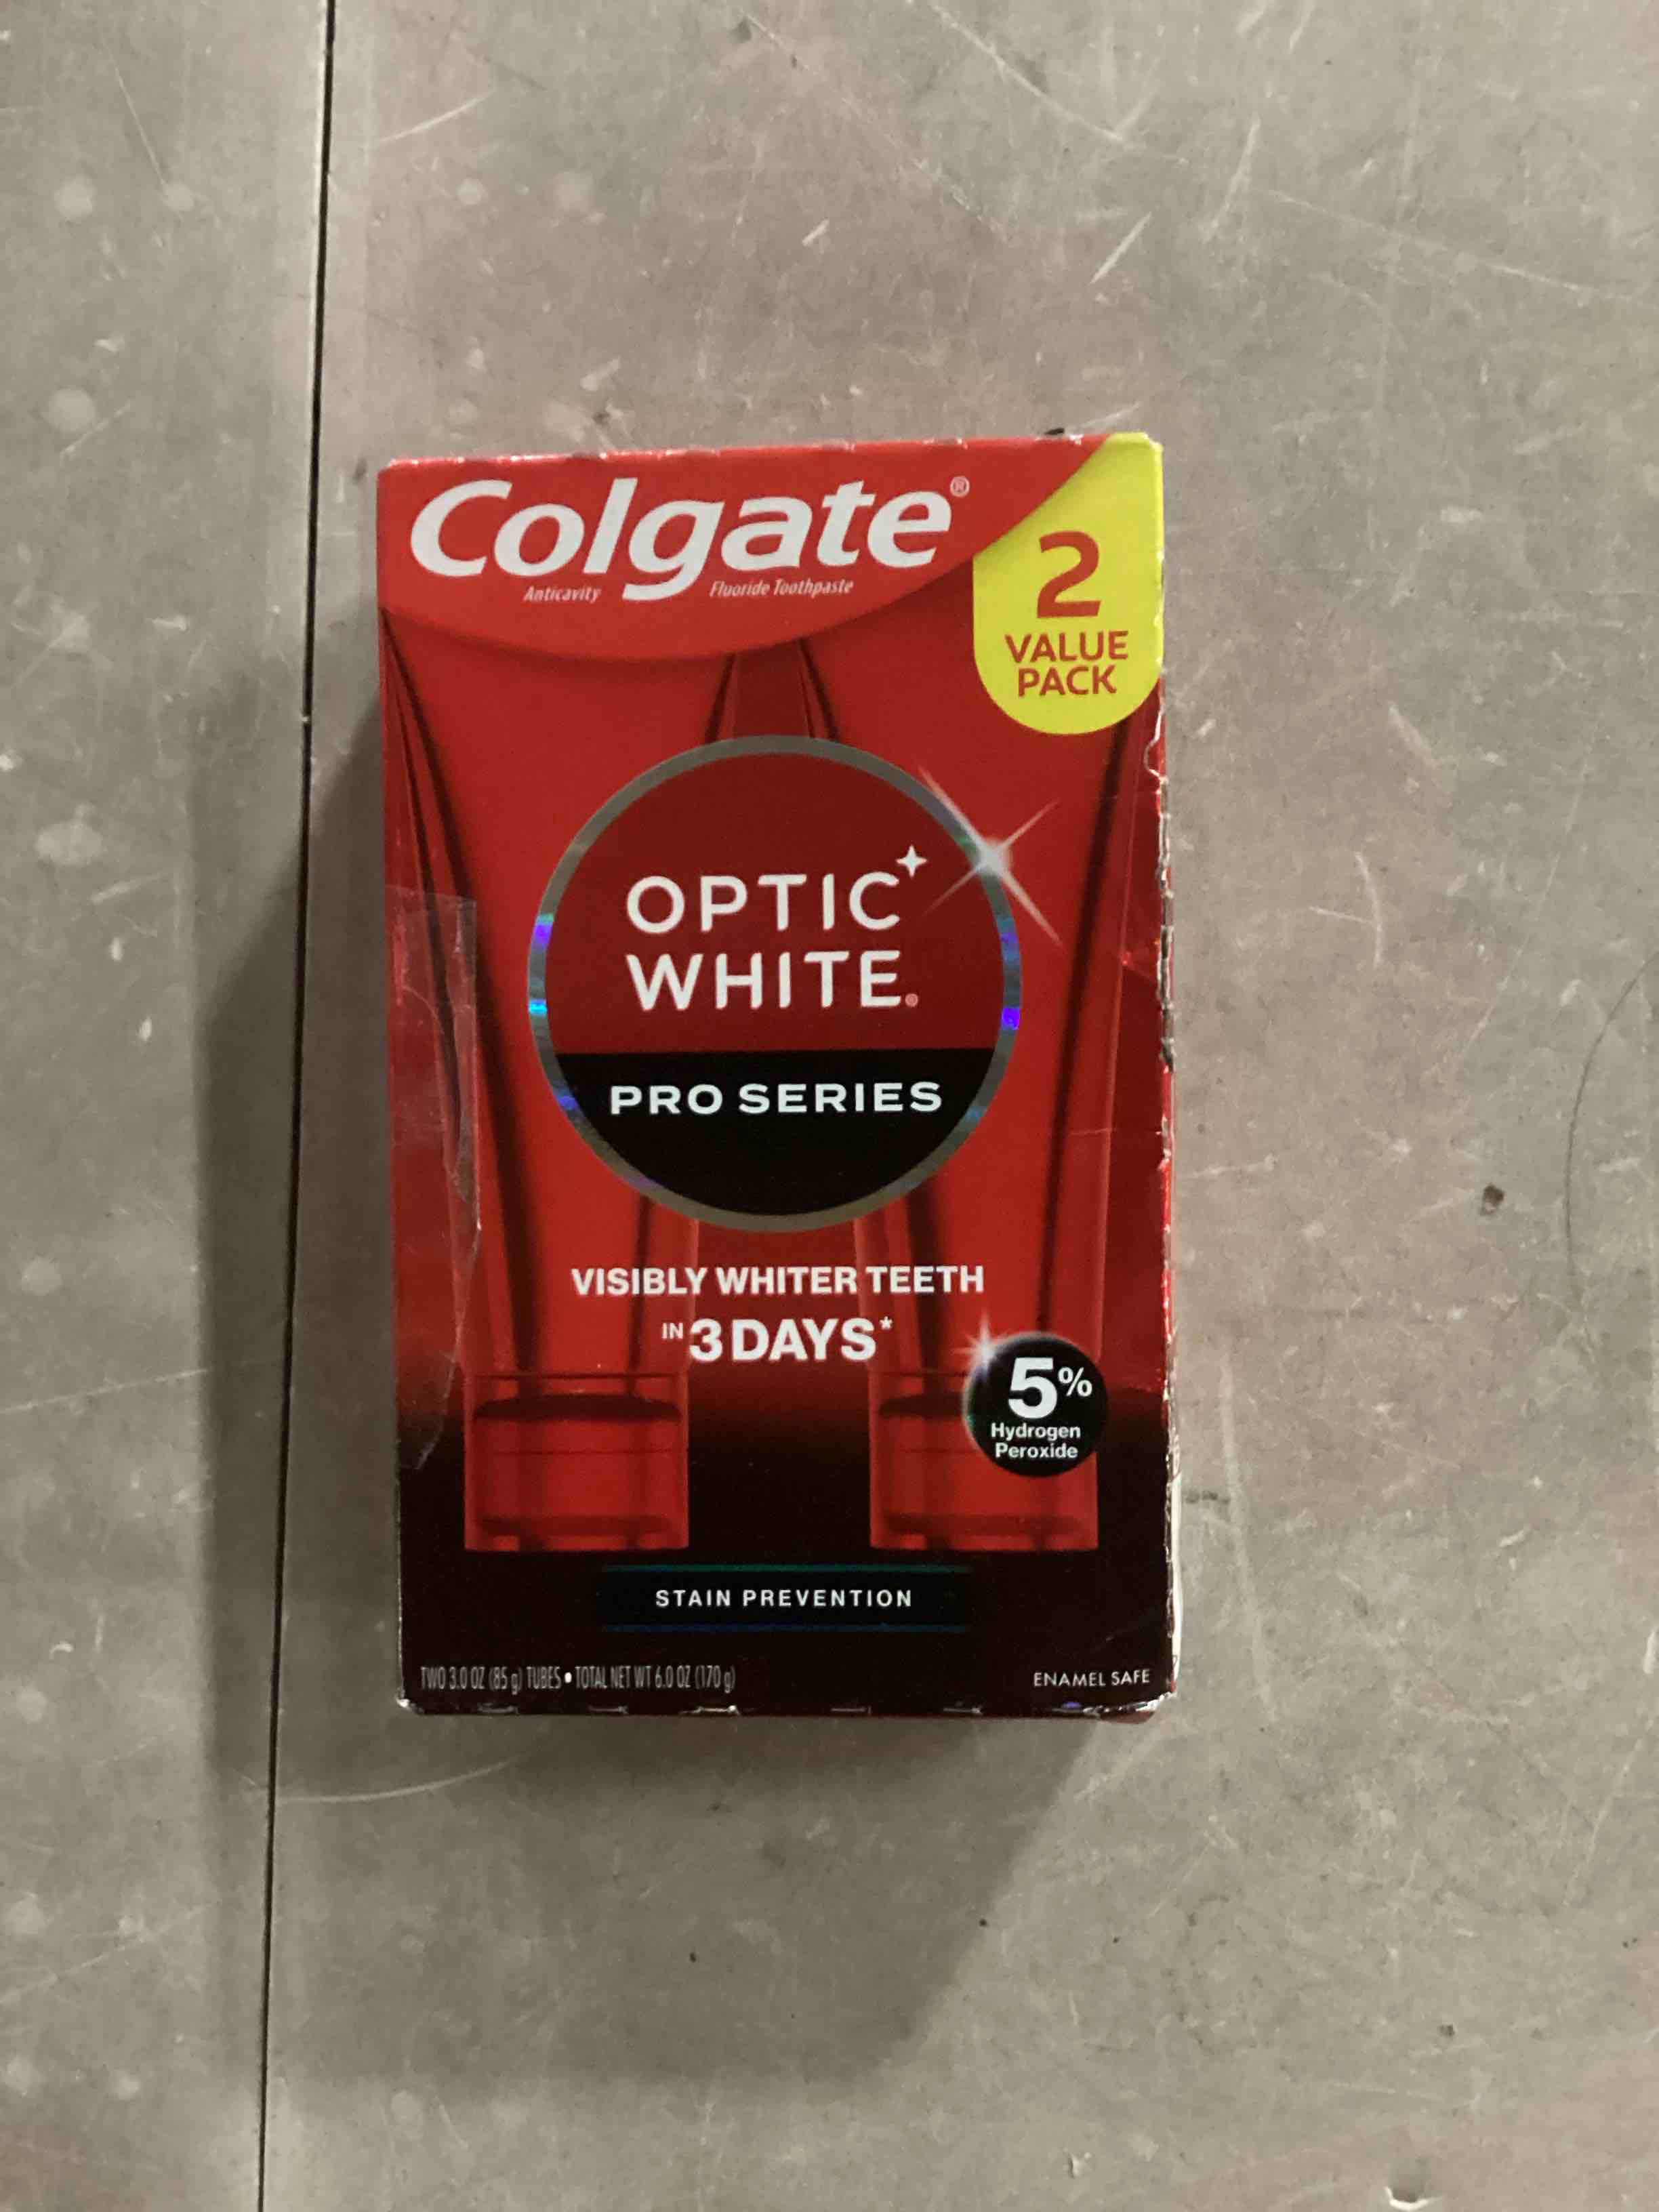 Colgate®
Anticavity Fluoride Toothpaste
2
VALUE
PACK
OPTIC
WHITE®
PRO SERIES
VISIBLY WHITER TEETH
IN 3 DAYS*
5%
Hydrogen
Peroxide
STAIN PREVENTION
TWO 3.0 OZ (85 g) TUBES • TOTAL NET WT 6.0 OZ (170 g)
ENAMEL SAFE